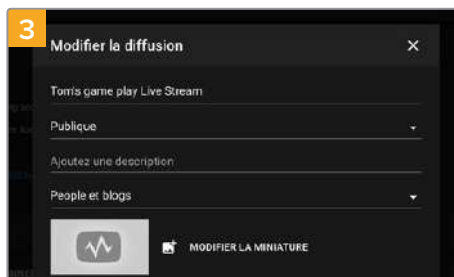 3
Modifier la diffusion
Tom's game play Live Stream
Publique
Ajoutez une description
People et blogs
MODIFIER LA MINIATURE